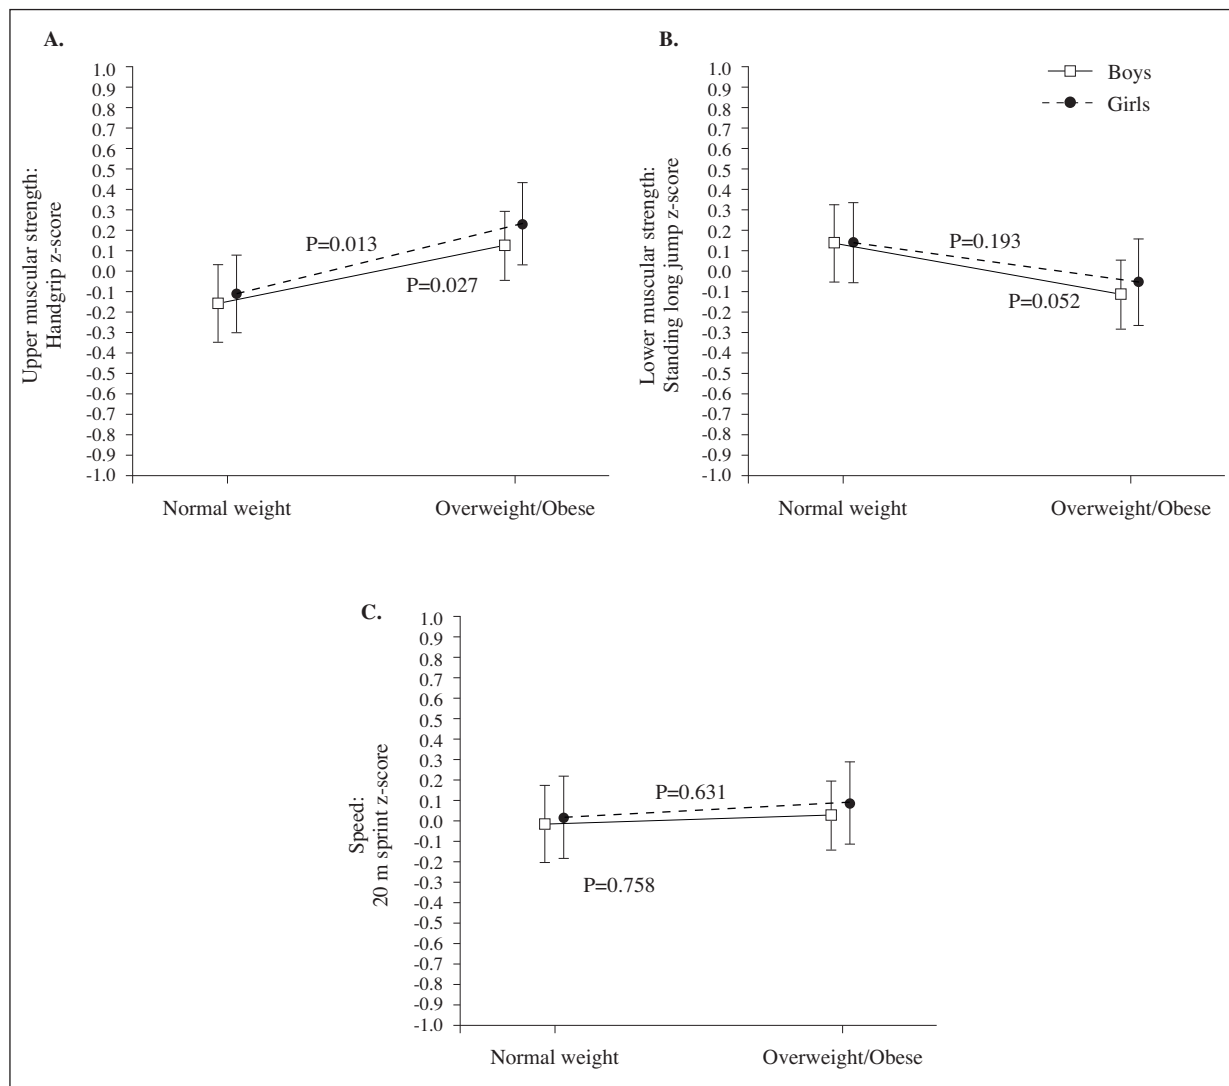 A.
1.0
0.9
0.8
0.7
0.6
0.5
0.4
0.3
0.2
0.1
0.0
-0.1
-0.2
-0.3
-0.4
-0.5
-0.6
-0.7
-0.8
-0.9
-1.0
Upper muscular strength:
Handgrip z-score
P=0.013
P=0.027
Normal weight
Overweight/Obese
B.
1.0
0.9
0.8
0.7
0.6
0.5
0.4
0.3
0.2
0.1
0.0
-0.1
-0.2
-0.3
-0.4
-0.5
-0.6
-0.7
-0.8
-0.9
-1.0
Lower muscular strength:
Standing long jump z-score
Boys
Girls
P=0.193
P=0.052
Normal weight
Overweight/Obese
C.
1.0
0.9
0.8
0.7
0.6
0.5
0.4
0.3
0.2
0.1
0.0
-0.1
-0.2
-0.3
-0.4
-0.5
-0.6
-0.7
-0.8
-0.9
-1.0
Speed:
20 m sprint z-score
P=0.631
P=0.758
Normal weight
Overweight/Obese